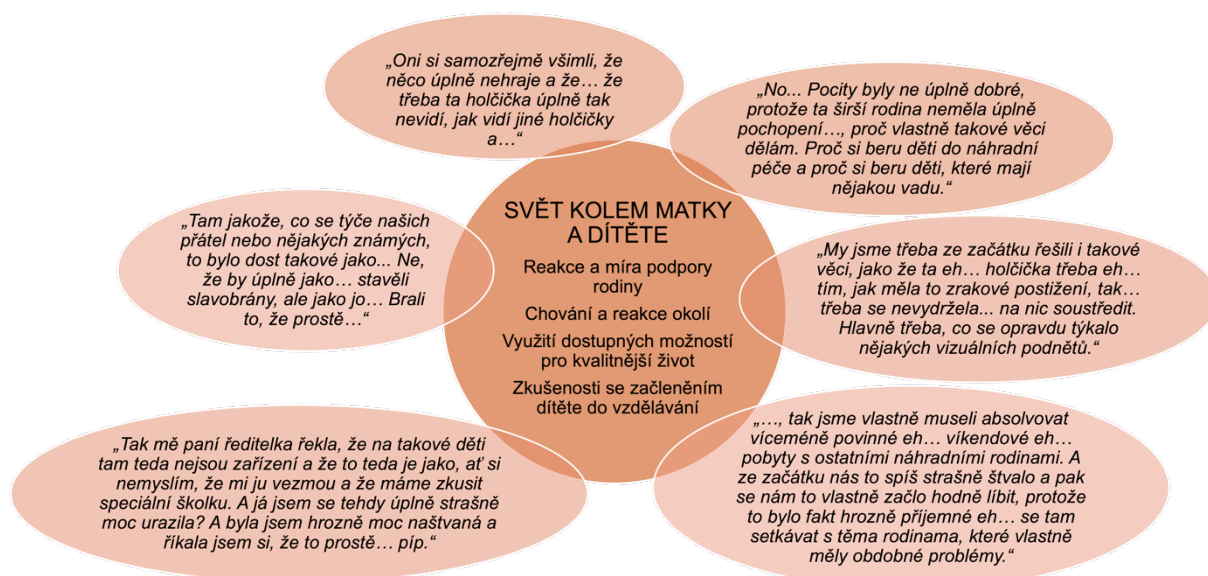 „Oni si samozřejmě všimli, že
něco úplně nehraje a že… že
třeba ta holčička úplně tak
nevidí, jak vidí jiné holčičky
a…“
„No... Pocity byly ne úplně dobré,
protože ta širší rodina neměla úplně
pochopení…, proč vlastně takové věci
dělám. Proč si beru děti do náhradní
péče a proč si beru děti, které mají
nějakou vadu.“
„Tam jakože, co se týče našich
přátel nebo nějakých známých,
to bylo dost takové jako... Ne,
že by úplně jako… stavěli
slavobrány, ale jako jo… Brali
to, že prostě…“
SVĚT KOLEM MATKY
A DÍTĚTE
Reakce a míra podpory
rodiny
Chování a reakce okolí
Využití dostupných možností
pro kvalitnější život
Zkušenosti se začleněním
dítěte do vzdělávání
„My jsme třeba ze začátku řešili i takové
věci, jako že ta eh… holčička třeba eh…
tím, jak měla to zrakové postižení, tak…
třeba se nevydržela... na nic soustředit.
Hlavně třeba, co se opravdu týkalo
nějakých vizuálních podnětů.“
„Tak mě paní ředitelka řekla, že na takové děti
tam teda nejsou zařízení a že to teda je jako, ať si
nemyslím, že mi ju vezmou a že máme zkusit
speciální školku. A já jsem se tehdy úplně strašně
moc urazila? A byla jsem hrozně moc naštvaná a
říkala jsem si, že to prostě… píp.“
„…, tak jsme vlastně museli absolvovat
víceméně povinné eh… víkendové eh…
pobyty s ostatními náhradními rodinami. A
ze začátku nás to spíš strašně štvalo a pak
se nám to vlastně začlo hodně líbit, protože
to bylo fakt hrozně příjemné eh… se tam
setkávat s těma rodinama, které vlastně
měly obdobné problémy.“